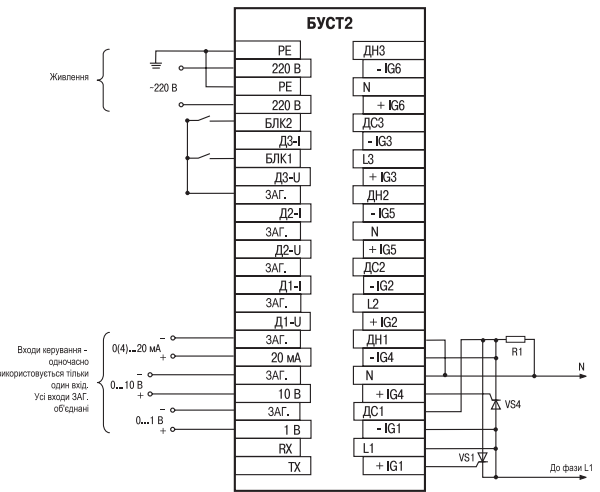 БУСТ2
PE
ДН3
220 В
- IG6
PE
N
220 В
+ IG6
БЛК2
ДС3
Д3-I
- IG3
БЛК1
L3
Д3-U
+ IG3
ЗАГ.
ДН2
Д2-I
- IG5
ЗАГ.
N
Д2-U
+ IG5
ЗАГ.
ДС2
Д1-I
- IG2
ЗАГ.
L2
Д1-U
+ IG2
ЗАГ.
ДН1
20 мА
- IG4
ЗАГ.
N
10 В
+ IG4
ЗАГ.
ДС1
1 В
- IG1
RX
L1
TX
+ IG1
Живлення
~220 В
Входи керування –
одночасно
використовується тільки
один вхід.
Усі входи ЗАГ.
об'єднані
0(4)...20 мА
0...10 В
0...1 В
− +
− +
− +
R1
N
VS4
VS1
До фази L1